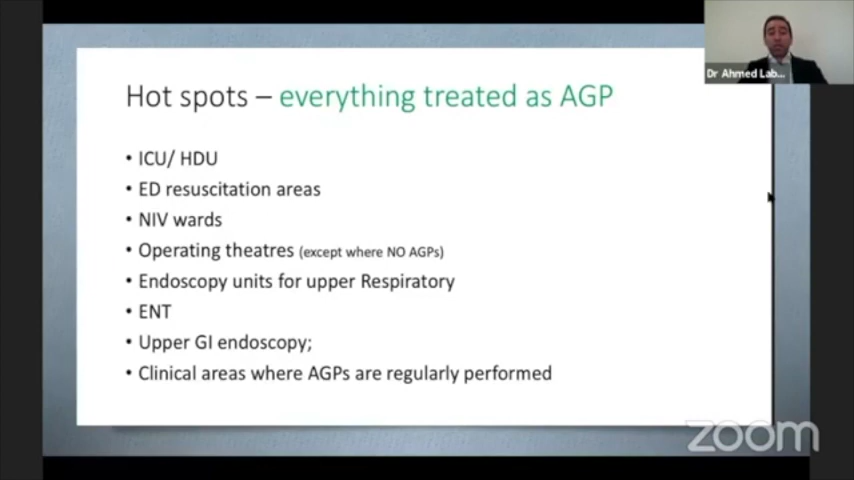 Dr Ahmed Lab...
Hot spots – everything treated as AGP
• ICU/ HDU
• ED resuscitation areas
• NIV wards
• Operating theatres (except where NO AGPs)
• Endoscopy units for upper Respiratory
• ENT
• Upper GI endoscopy;
• Clinical areas where AGPs are regularly performed
zoom